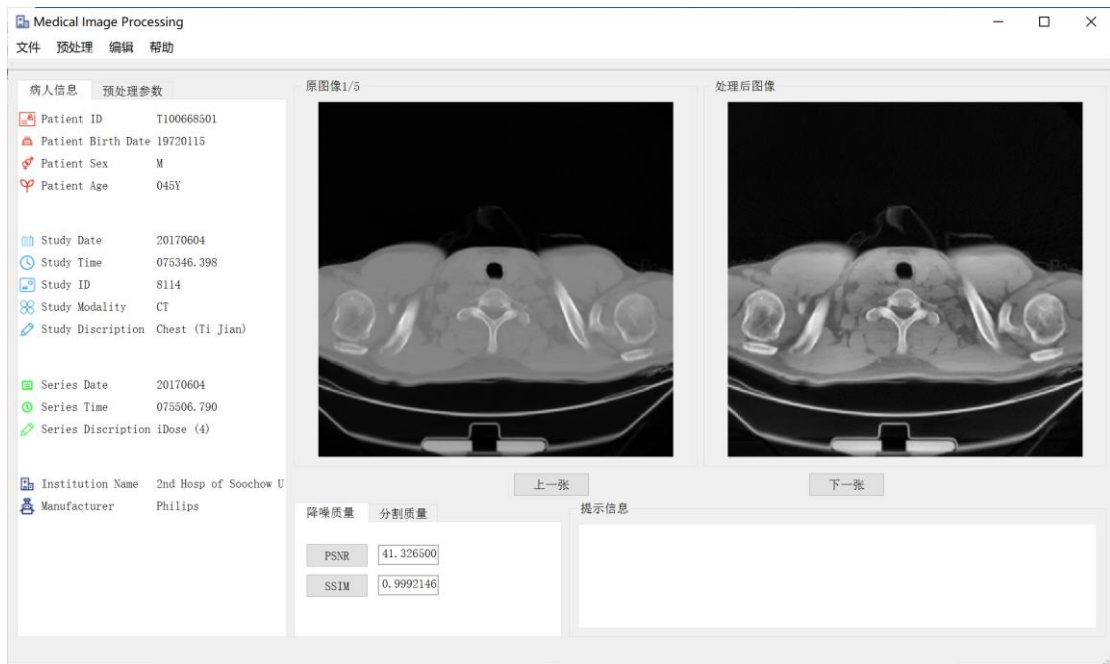 Medical Image Processing
文件 预处理 编辑 帮助
病人信息 预处理参数
Patient ID T100668501
Patient Birth Date 19720115
Patient Sex M
Patient Age 045Y
Study Date 20170604
Study Time 075346.398
Study ID 8114
Study Modality CT
Study Discription Chest (Ti Jian)
Series Date 20170604
Series Time 075506.790
Series Discription iDose (4)
Institution Name 2nd Hosp of Soochow U
Manufacturer Philips
原图像1/5
处理后图像
上一张
下一张
降噪质量 分割质量
PSNR 41.326500
SSIM 0.9992146
提示信息